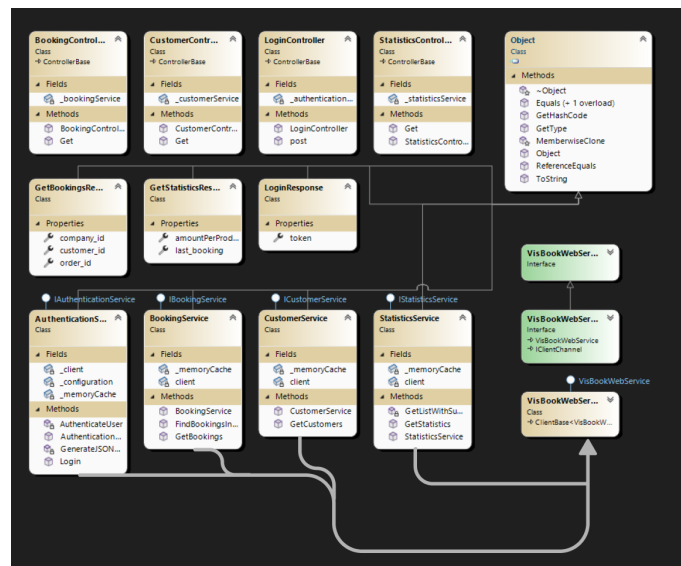 BookingControl...
Class
ControllerBase
Fields
_bookingService
Methods
BookingControl...
Get
CustomerContr...
Class
ControllerBase
Fields
_customerService
Methods
CustomerContr...
Get
LoginController
Class
ControllerBase
Fields
_authentication...
Methods
LoginController
post
StatisticsControl...
Class
ControllerBase
Fields
_statisticsService
Methods
Get
StatisticsContro...
Object
Class
Methods
~Object
Equals (+ 1 overload)
GetHashCode
GetType
MemberwiseClone
Object
ReferenceEquals
ToString
GetBookingsRe...
Class
Properties
company_id
customer_id
order_id
GetStatisticsRes...
Class
Properties
amountPerProd...
last_booking
LoginResponse
Class
Properties
token
VisBookWebSer...
Interface
IAuthenticationService
AuthenticationS...
Class
Fields
_client
_configuration
_memoryCache
Methods
AuthenticateUser
Authentication...
GenerateJSON...
Login
IBookingService
BookingService
Class
Fields
_memoryCache
client
Methods
BookingService
FindBookingsIn...
GetBookings
ICustomerService
CustomerService
Class
Fields
_memoryCache
client
Methods
CustomerService
GetCustomers
IStatisticsService
StatisticsService
Class
Fields
_memoryCache
client
Methods
GetListWithSu...
GetStatistics
StatisticsService
VisBookWebSer...
Interface
VisBookWebService
IClientChannel
VisBookWebService
VisBookWebSer...
Class
ClientBase<VisBookW...